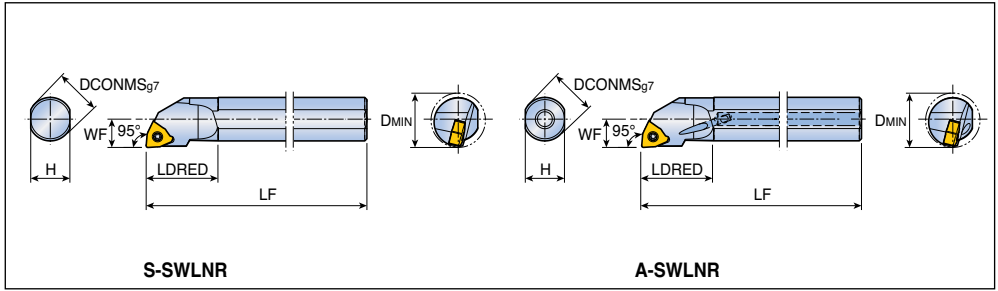 DCONMSg7
WF
95°
H
LDRED
LF
DMIN
S-SWLNR
DCONMSg7
WF
95°
H
LDRED
LF
DMIN
A-SWLNR